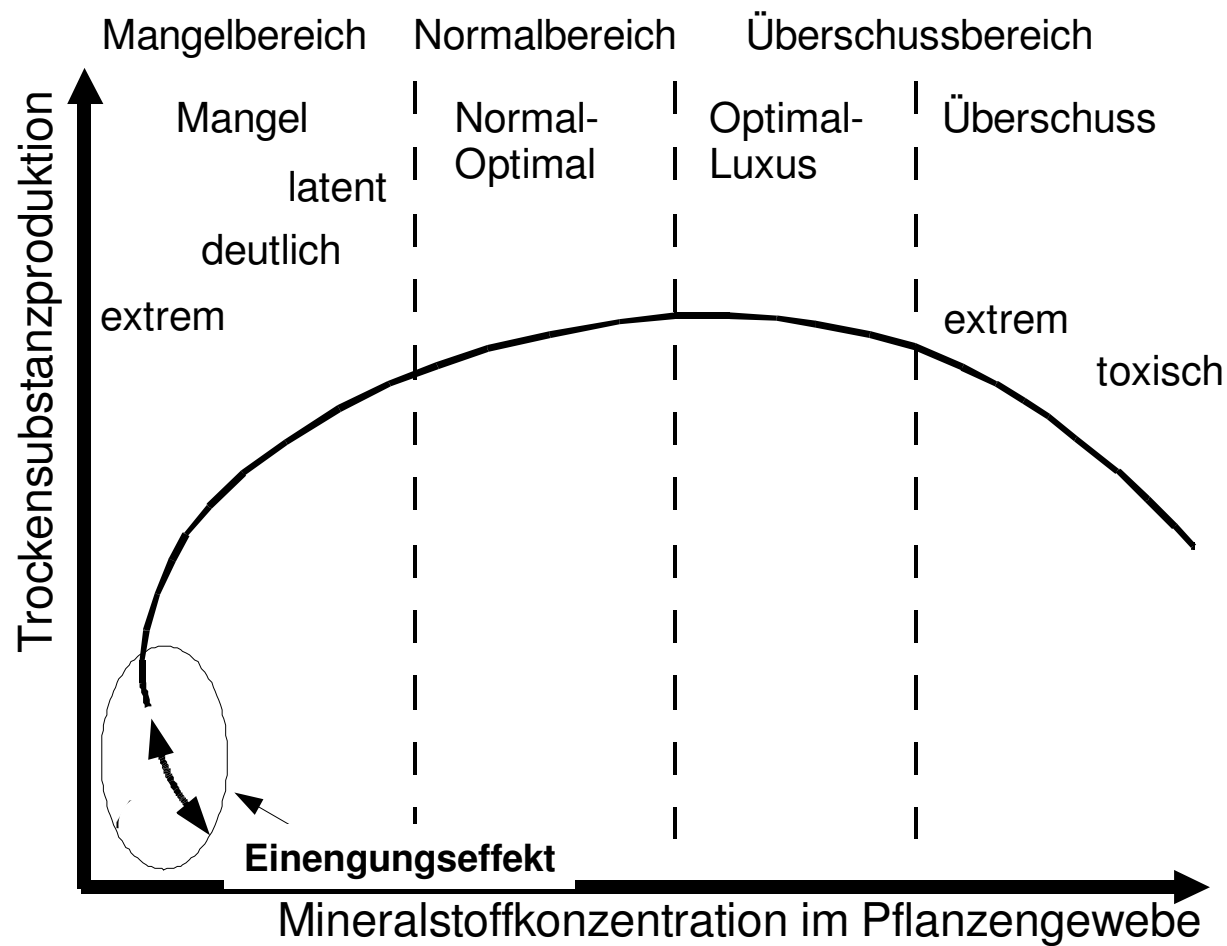 Mangelbereich Normalbereich Überschussbereich
Mangel
Normal-
Optimal
Optimal-
Luxus
Überschuss
latent
deutlich
extrem
extrem
toxisch
Trockensubstanzproduktion
Einengungseffekt
Mineralstoffkonzentration im Pflanzengewebe